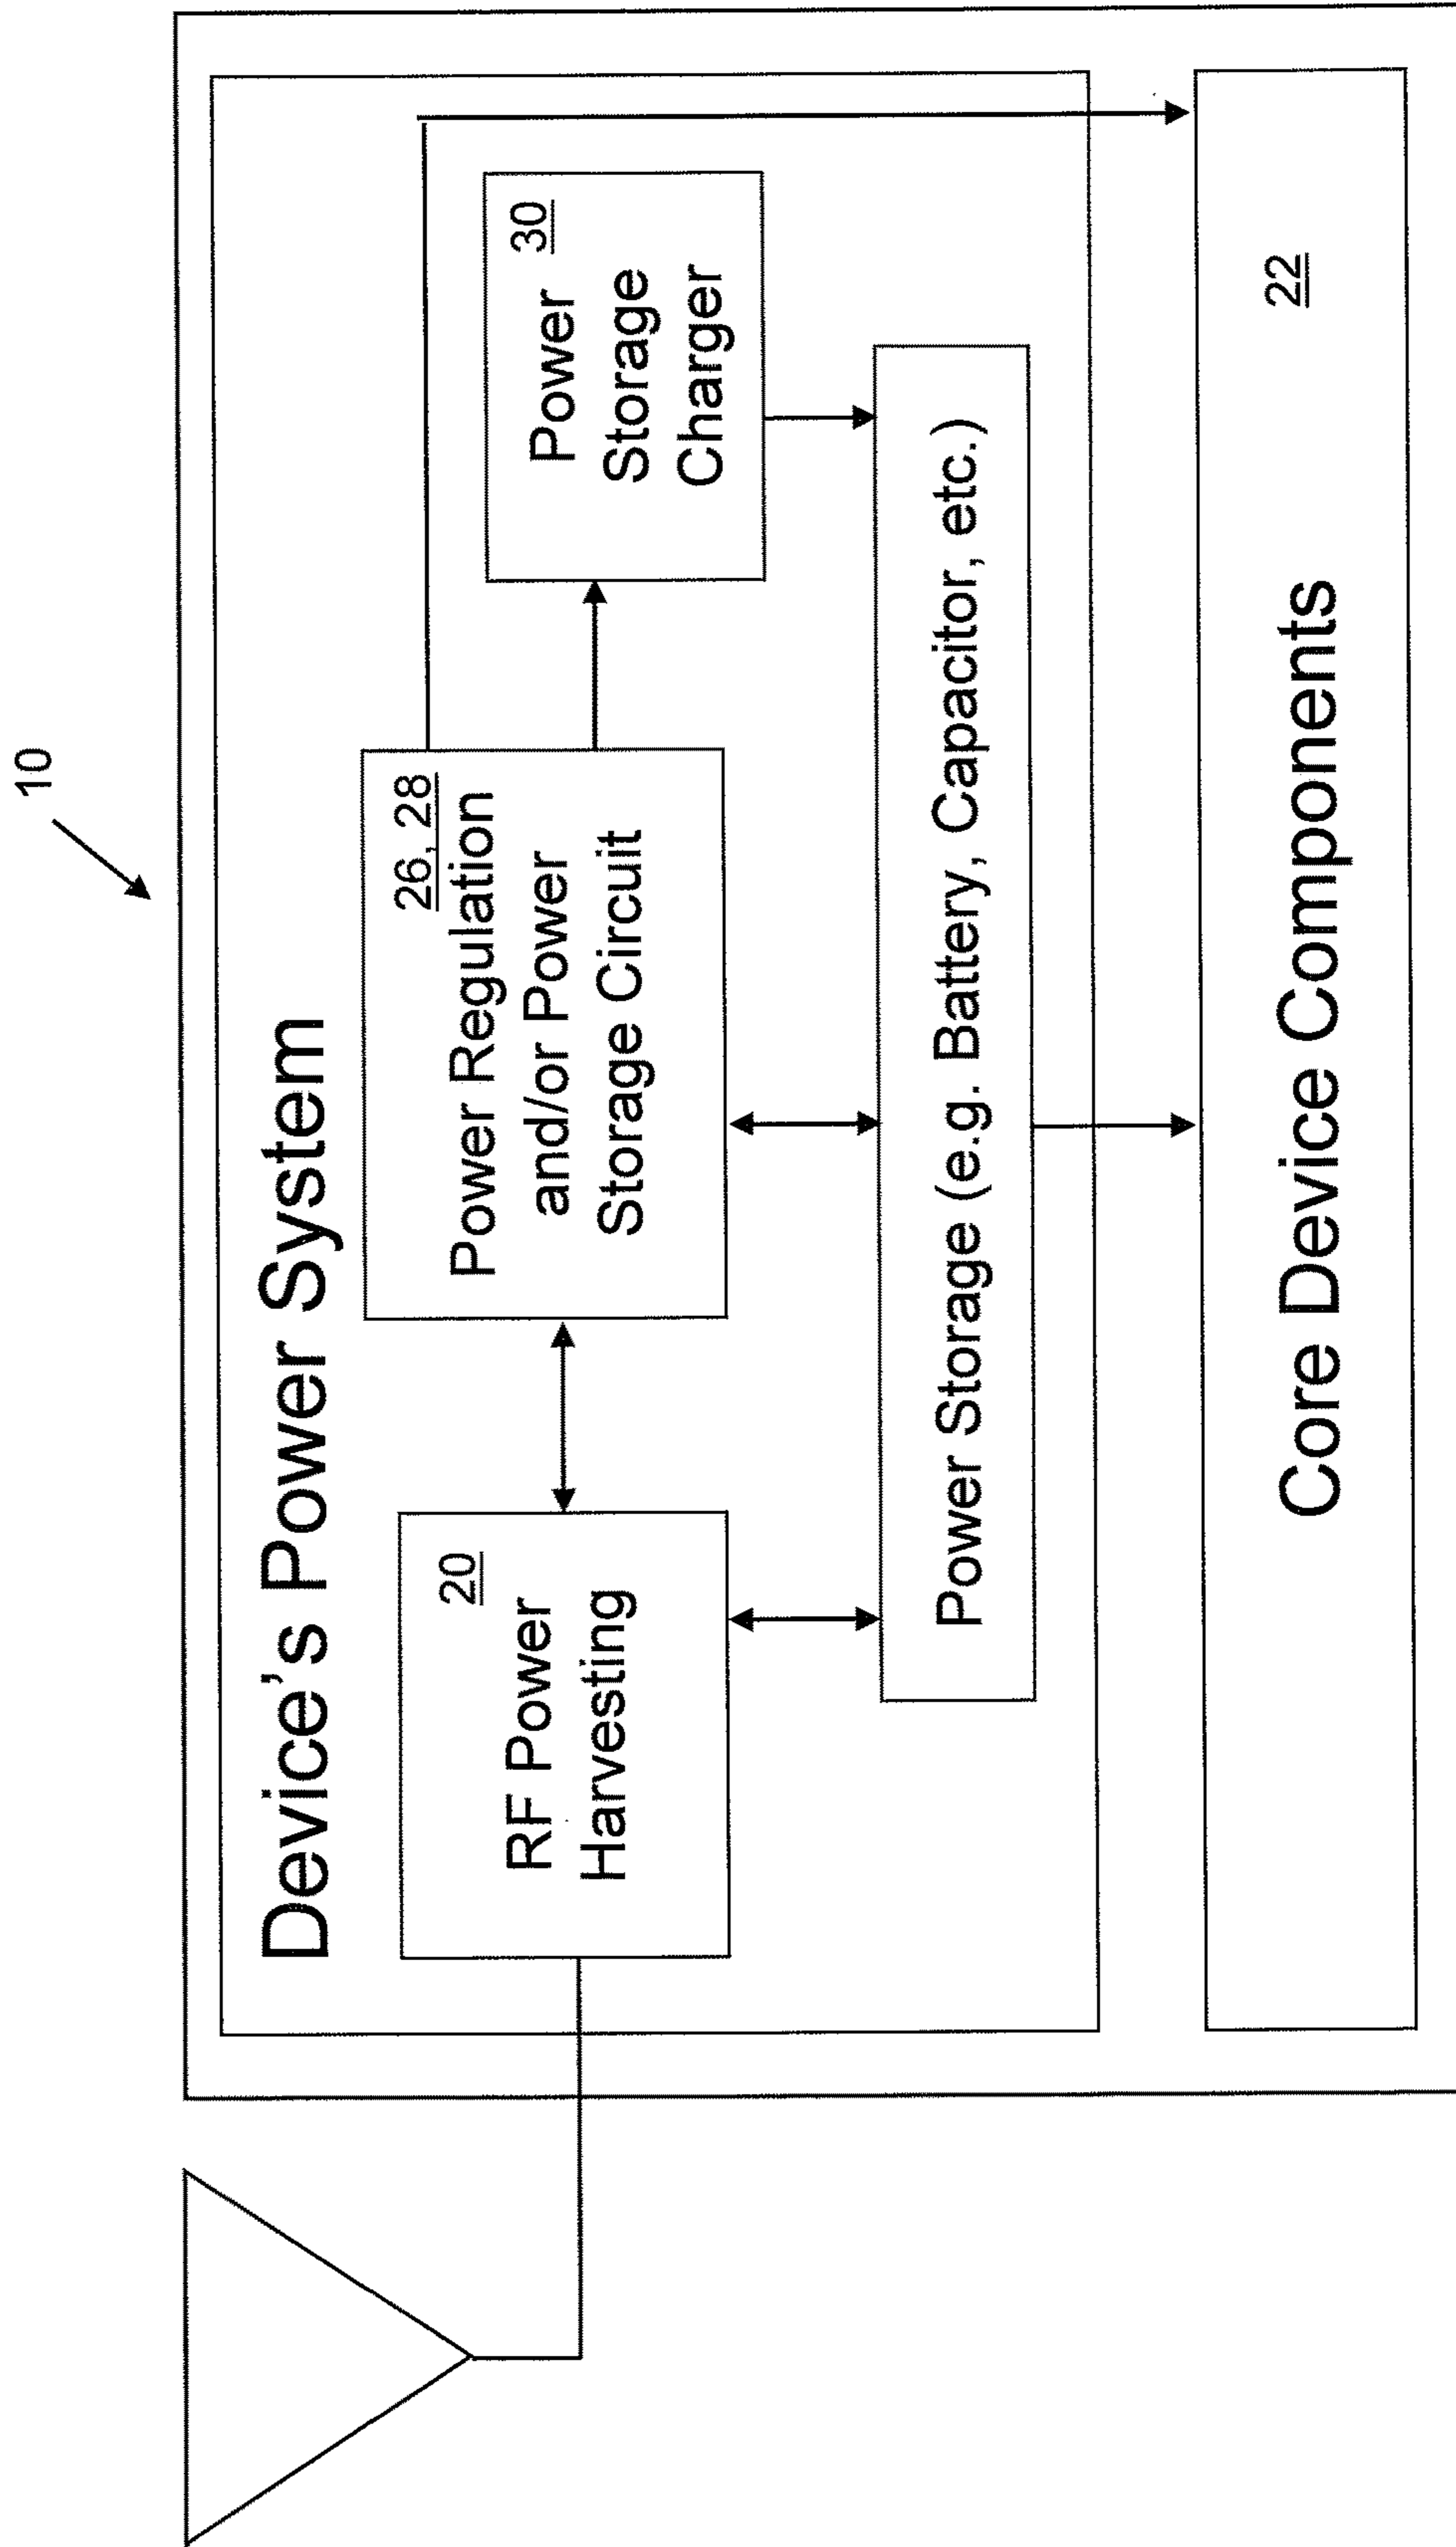 10
Device's Power System
20
RF Power
Harvesting
26, 28
Power Regulation
and/or Power
Storage Circuit
30
Power
Storage
Charger
Power Storage (e.g. Battery, Capacitor, etc.)
22
Core Device Components